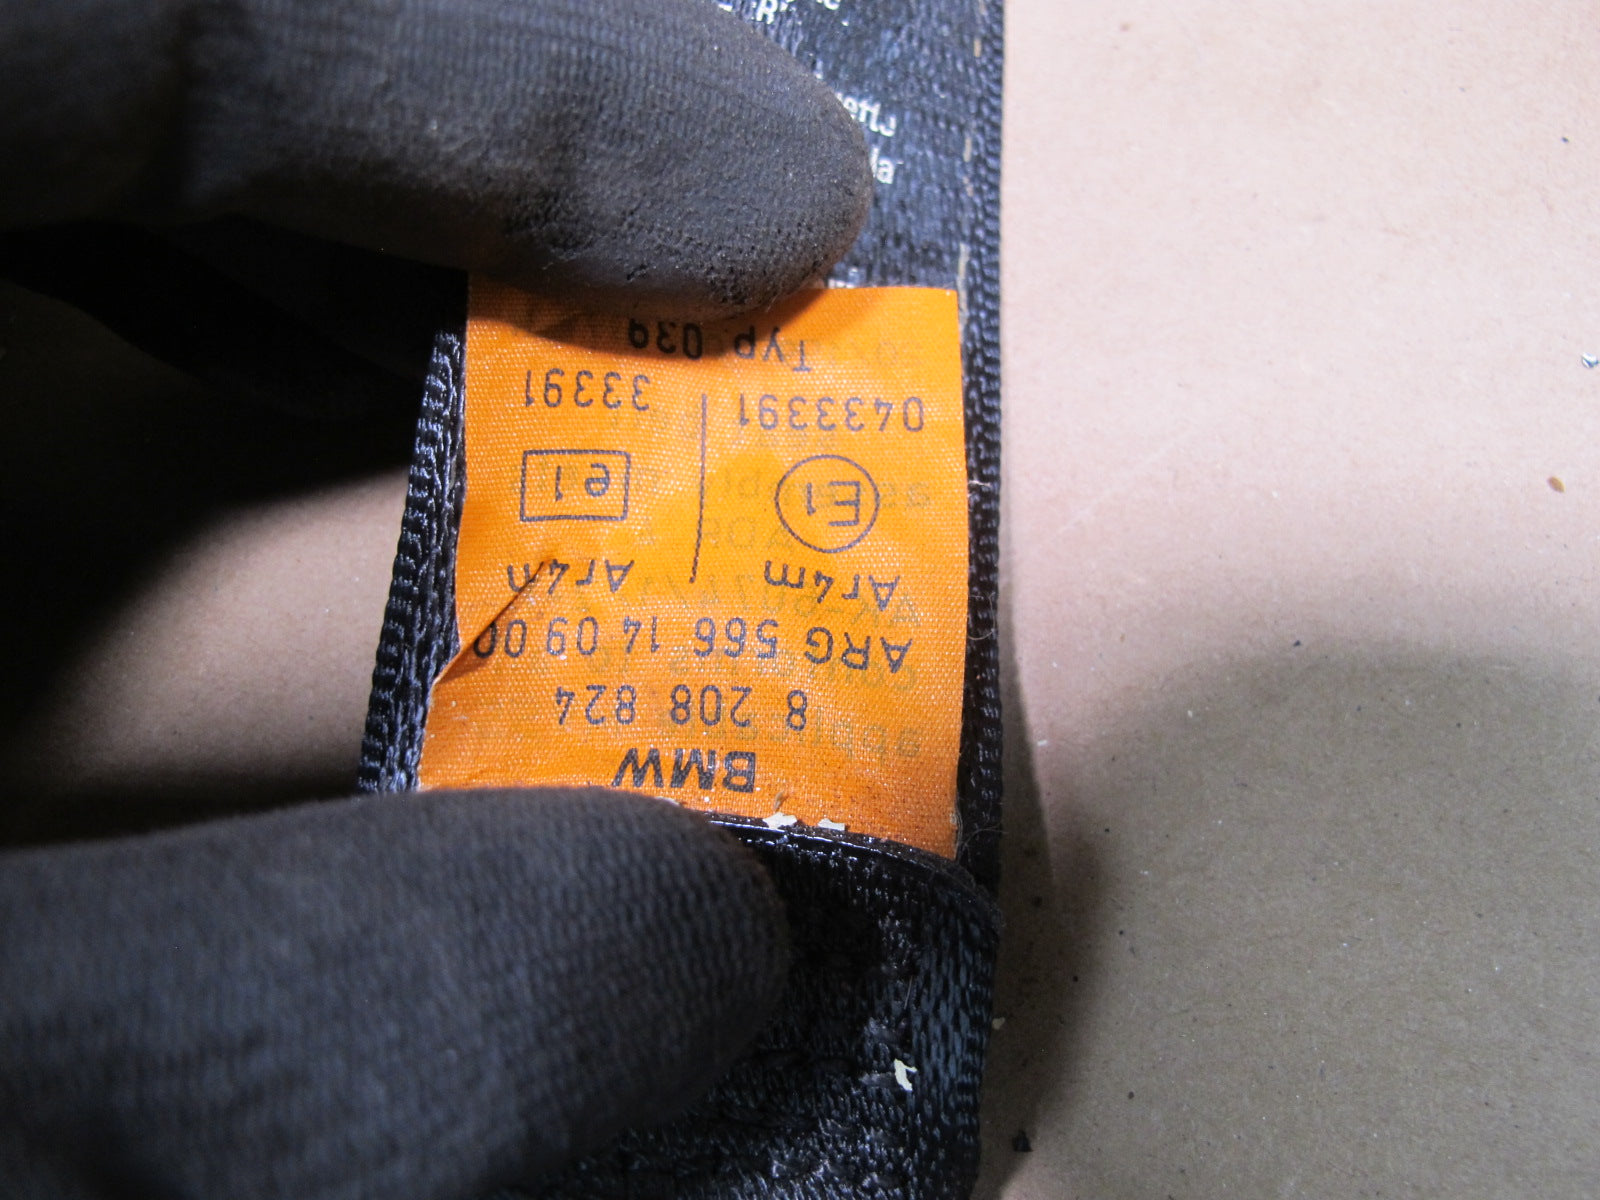 BMW
8 208 824
ARG 566 14 09 00
Ar4m Ar4m
E1 e1
0433391 33391
Typ 039